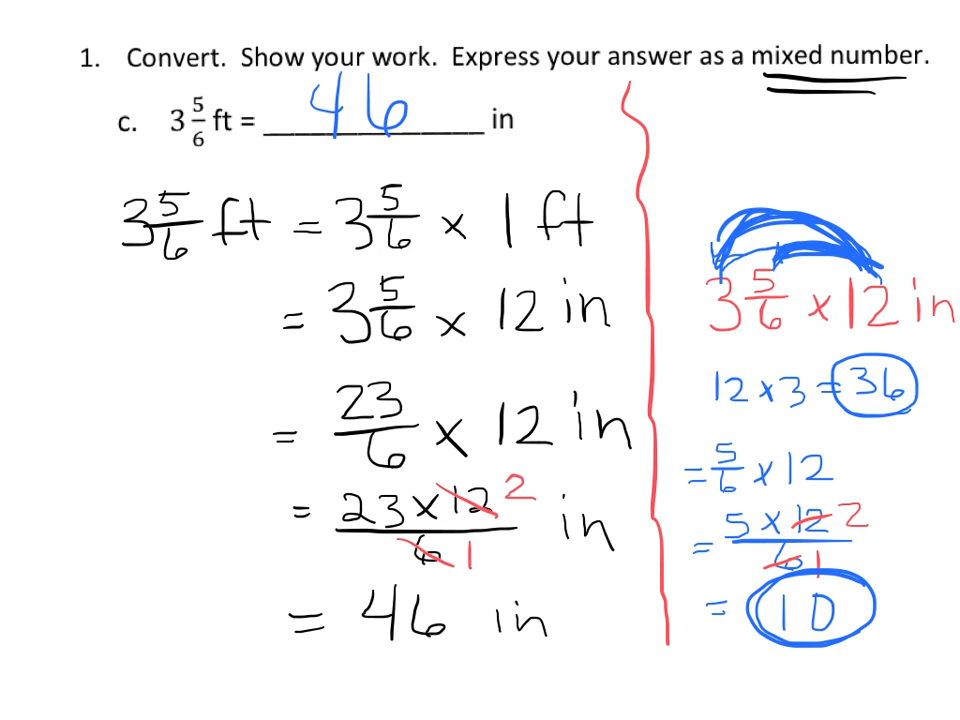 1. Convert. Show your work. Express your answer as a mixed number.
c. 3 5/6 ft = 46 in
3 5/6 ft = 3 5/6 × 1 ft
= 3 5/6 × 12 in
= 23/6 × 12 in
= 23 × 12 2 / 6 1 in
= 46 in
3 5/6 × 12 in
12 × 3 = 36
= 5/6 × 12
= 5 × 12 2 / 6 1
= 10